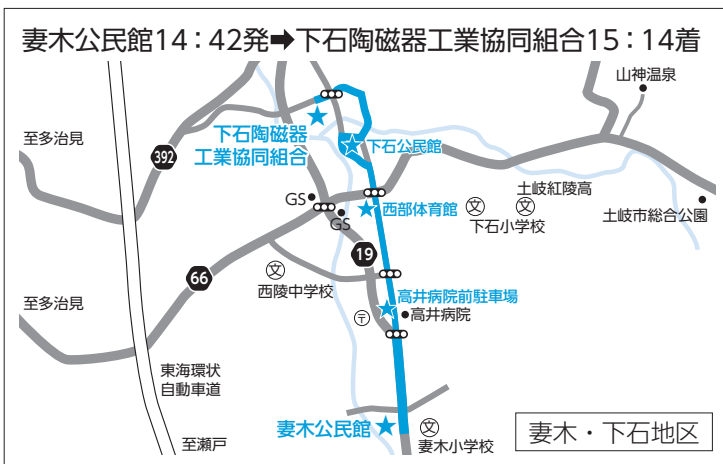 妻木公民館14：42発➡下石陶磁器工業協同組合15：14着
山神温泉
至多治見
392
下石陶磁器
工業協同組合
下石公民館
土岐紅陵高
文
文
下石小学校
土岐市総合公園
GS
GS
西部体育館
19
66
文
西陵中学校
至多治見
高井病院前駐車場
〒
高井病院
東海環状
自動車道
妻木公民館
文
妻木小学校
至瀬戸
妻木・下石地区